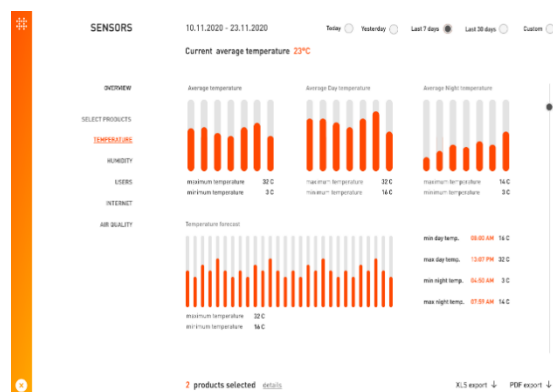 SENSORS
10.11.2020 - 23.11.2020
Today
Yesterday
Last 7 days
Last 30 days
Custom
Current average temperature 23°C
OVERVIEW
SELECT PRODUCTS
TEMPERATURE
HUMIDITY
USERS
INTERNET
AIR QUALITY
Average temperature
Average Day temperature
Average Night temperature
maximum temperature 32 C
minimum temperature 3 C
maximum temperature 32 C
minimum temperature 16 C
maximum temperature 14 C
minimum temperature 3 C
Temperature forecast
maximum temperature 32 C
minimum temperature 16 C
min day temp. 08:00 AM 16 C
max day temp. 13:07 PM 32 C
min night temp. 04:50 AM 3 C
max night temp. 07:59 AM 14 C
2 products selected details
XLS export ↓
PDF export ↓